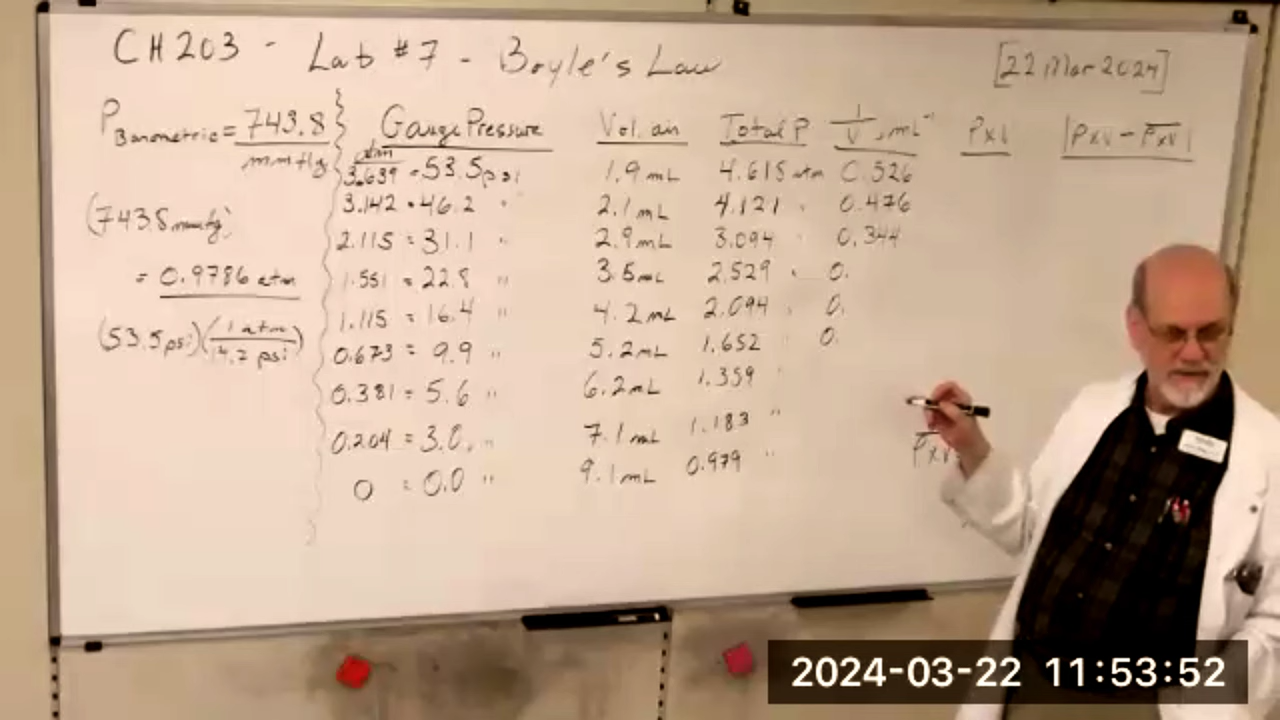 CH203 - Lab #7 - Boyle's Law [22 Mar 2024]
P Barometric = 743.8 mmHg
Gauge Pressure Vol. air Total P 1/V, mL⁻¹ PxV |PxV - P̅x̅V̅|
atm
3.639 = 53.5 psi 1.9 mL 4.618 atm 0.526
3.142 = 46.2 " 2.1 mL 4.121 " 0.476
2.115 = 31.1 " 2.9 mL 3.094 " 0.344
1.551 = 22.8 " 3.5 mL 2.529 " 0.
1.115 = 16.4 " 4.2 mL 2.094 " 0.
0.673 = 9.9 " 5.2 mL 1.652 " 0.
0.381 = 5.6 " 6.2 mL 1.359 "
0.204 = 3.0 " 7.1 mL 1.183 "
0 = 0.0 " 9.1 mL 0.979 "
(743.8 mmHg)
= 0.9786 atm
(53.5 psi)(1 atm / 14.7 psi)
P̅x̅V̅
2024-03-22 11:53:52